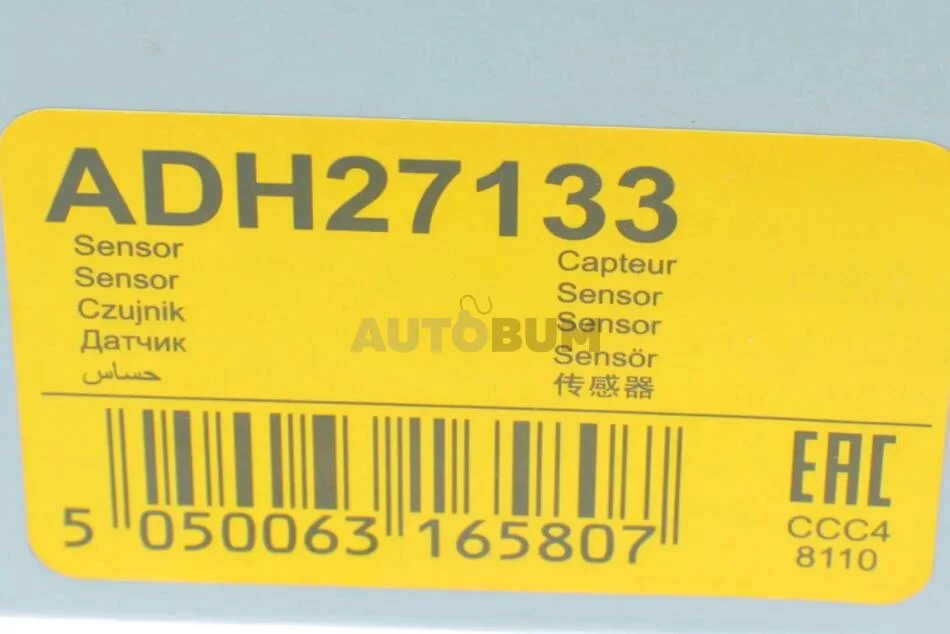 ADH27133
Sensor
Sensor
Czujnik
Датчик
حساس
Capteur
Sensor
Sensor
Sensör
传感器
AUTOBUM
EAC
CCC4
8110
5 050063 165807